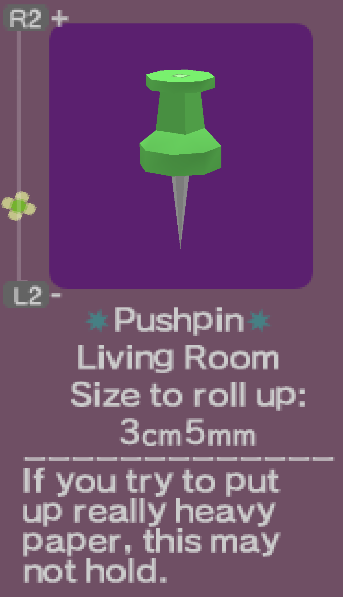 R2 +
L2 -
Pushpin
Living Room
Size to roll up:
3cm5mm
If you try to put
up really heavy
paper, this may
not hold.